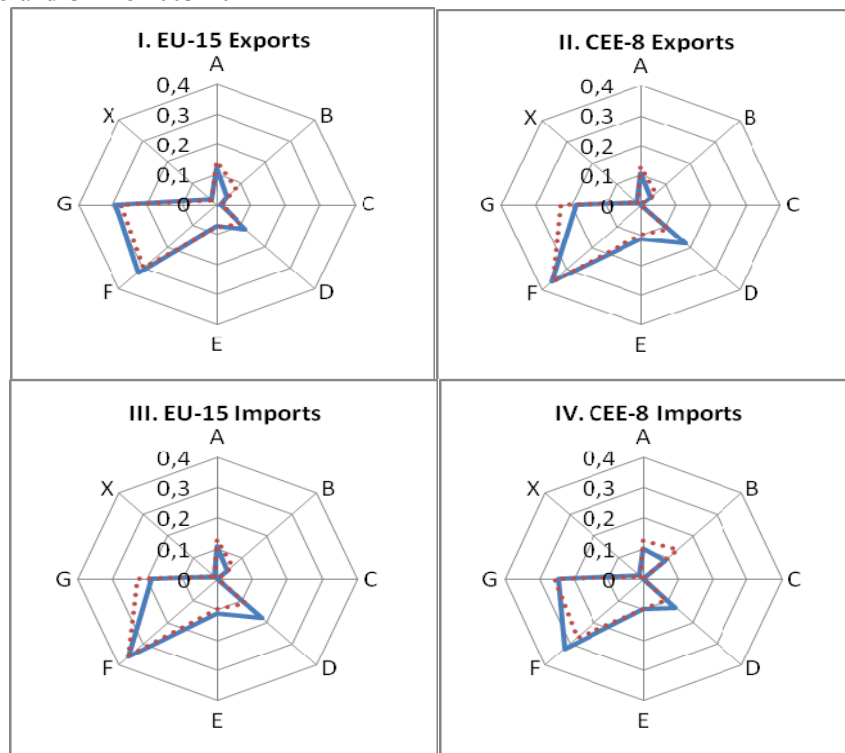 I. EU-15 Exports
A
0,4
X
B
0,3
0,2
0,1
G
0
C
F
D
E
II. CEE-8 Exports
A
0,4
X
B
0,3
0,2
0,1
G
0
C
F
D
E
III. EU-15 Imports
A
0,4
X
B
0,3
0,2
0,1
G
0
C
F
D
E
IV. CEE-8 Imports
A
0,4
X
B
0,3
0,2
0,1
G
0
C
F
D
E